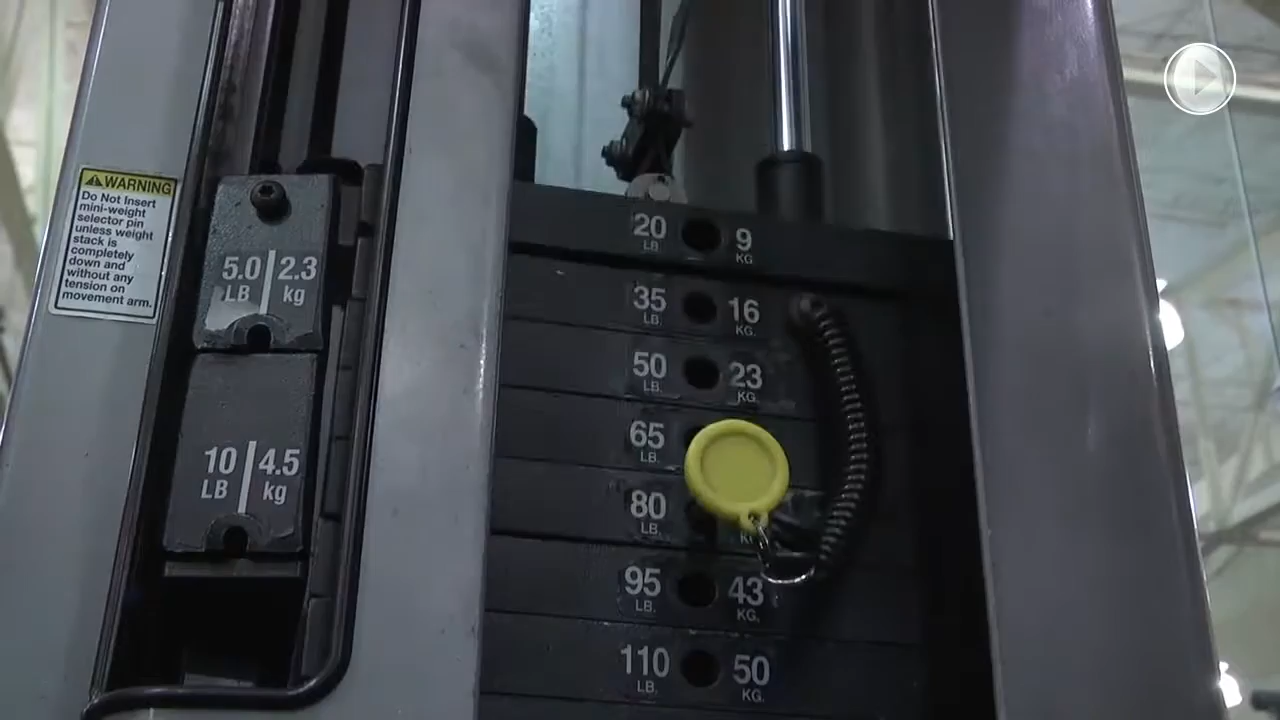 WARNING
Do Not Insert
mini-weight
selector pin
unless weight
stack is
completely
down and
without any
tension on
movement arm.
5.0 2.3
LB kg
10 4.5
LB kg
20 9
LB. KG
35 16
LB. KG.
50 23
LB. KG.
65
LB.
80
LB.
95 43
LB. KG.
110 50
LB. KG.